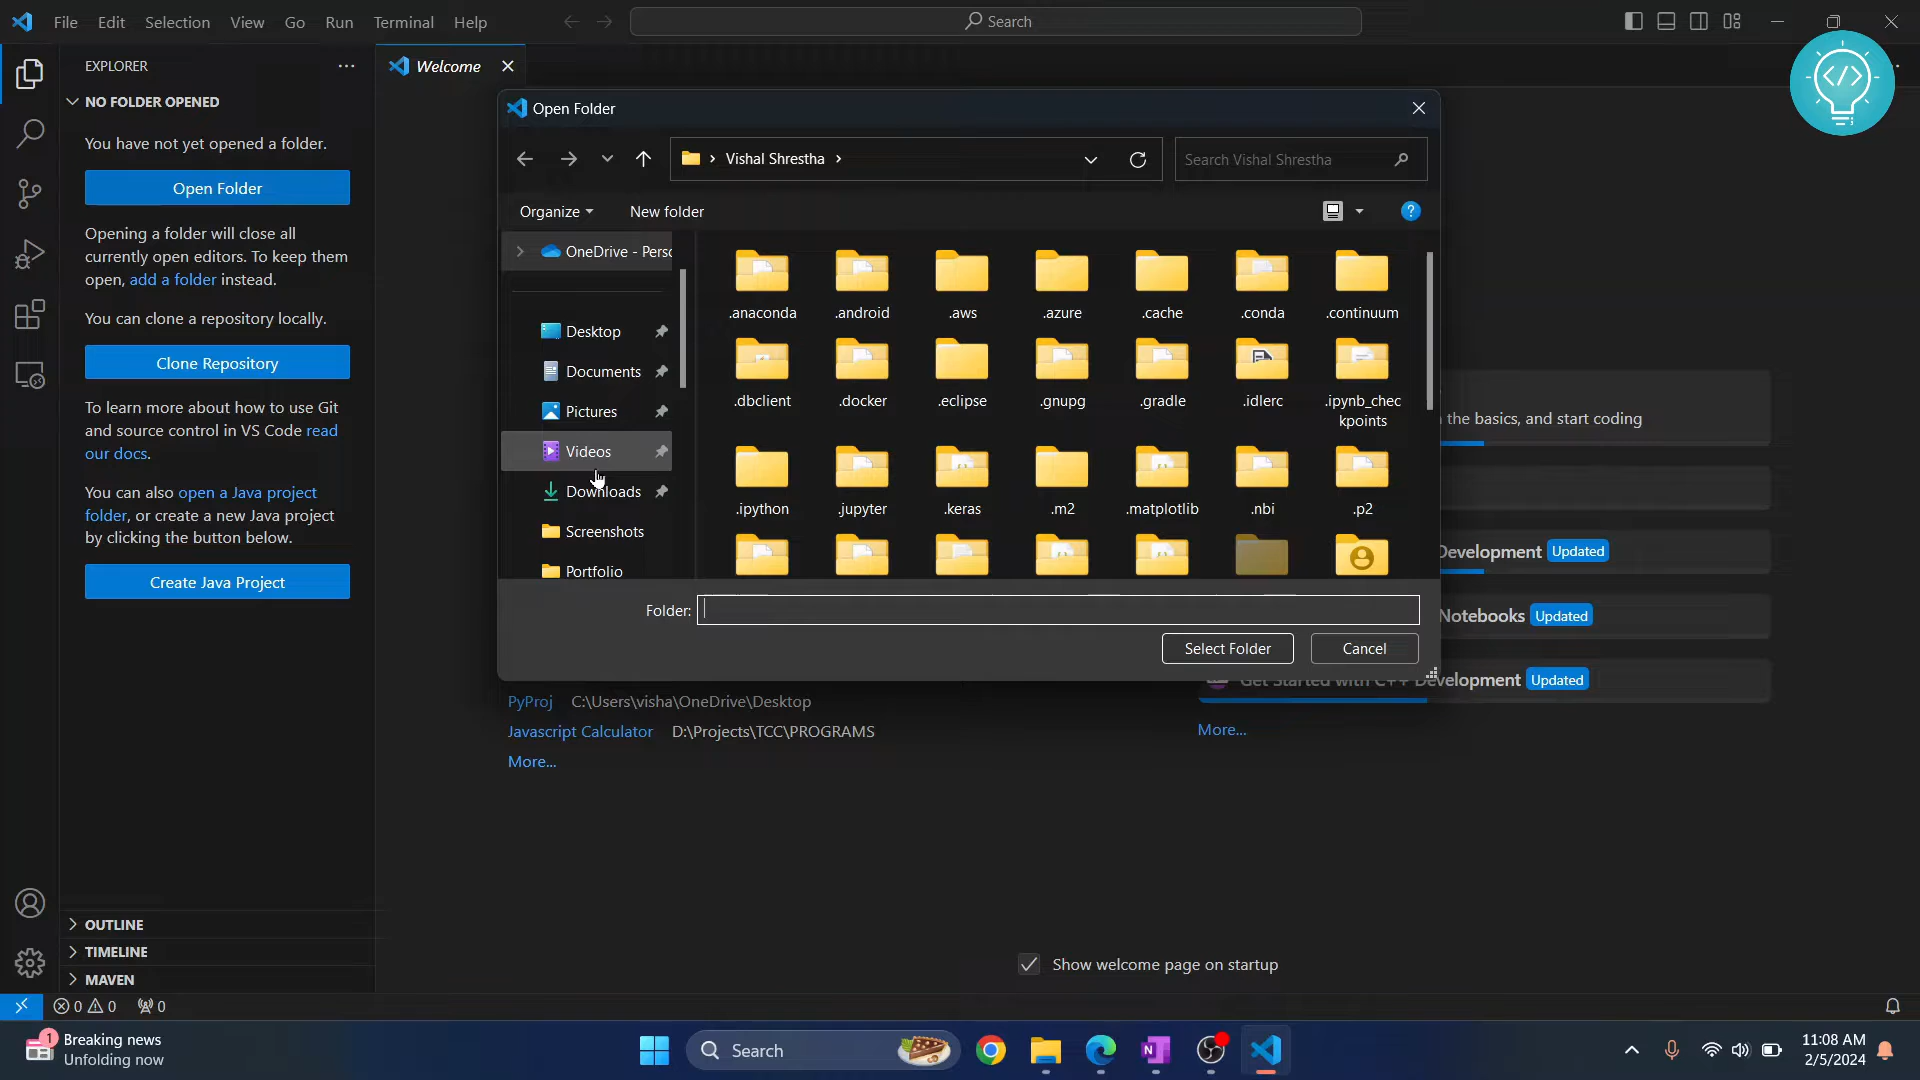 File Edit Selection View Go Run Terminal Help
Search
EXPLORER
NO FOLDER OPENED
You have not yet opened a folder.
Open Folder
Opening a folder will close all
currently open editors. To keep them
open, add a folder instead.
You can clone a repository locally.
Clone Repository
To learn more about how to use Git
and source control in VS Code read
our docs.
You can also open a Java project
folder, or create a new Java project
by clicking the button below.
Create Java Project
OUTLINE
TIMELINE
MAVEN
Welcome
Open Folder
Vishal Shrestha
Search Vishal Shrestha
Organize
New folder
OneDrive - Perso
Desktop
Documents
Pictures
Videos
Downloads
Screenshots
Portfolio
.anaconda .android .aws .azure .cache .conda .continuum
.dbclient .docker .eclipse .gnupg .gradle .idlerc .ipynb_chec
kpoints
.ipython .jupyter .keras .m2 .matplotlib .nbi .p2
Folder:
Select Folder Cancel
the basics, and start coding
Development Updated
Notebooks Updated
Get Started with C++ Development Updated
More...
PyProj C:\Users\visha\OneDrive\Desktop
Javascript Calculator D:\Projects\TCC\PROGRAMS
More...
Show welcome page on startup
0 0 0
1
Breaking news
Unfolding now
Search
11:08 AM
2/5/2024